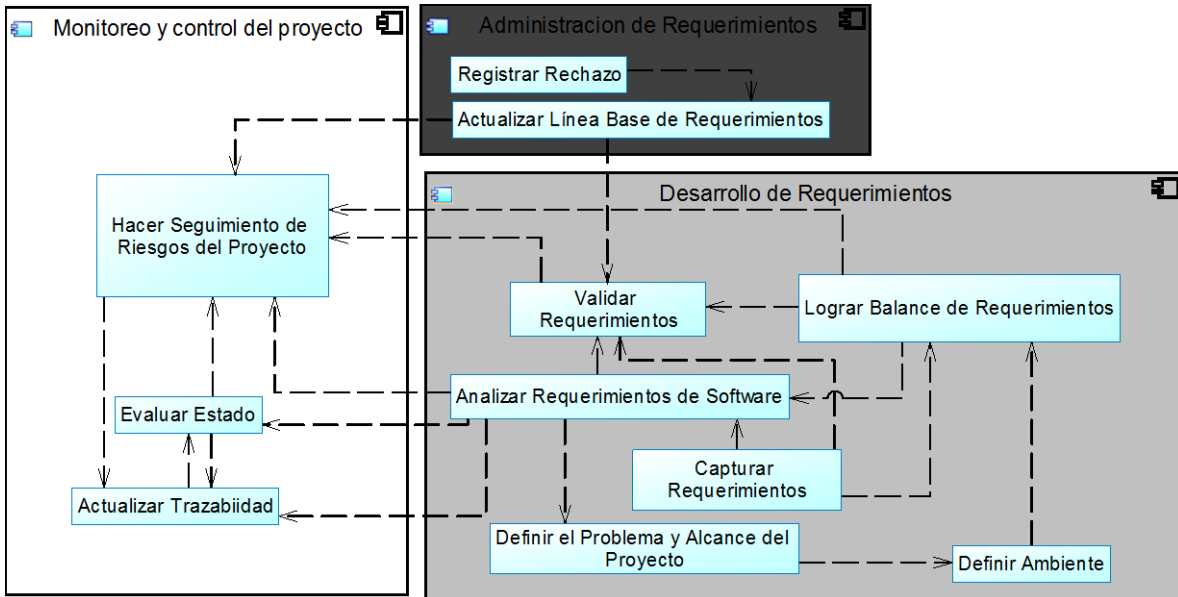 Monitoreo y control del proyecto
Administracion de Requerimientos
Registrar Rechazo
Actualizar Línea Base de Requerimientos
Hacer Seguimiento de
Riesgos del Proyecto
Evaluar Estado
Actualizar Trazabiidad
Desarrollo de Requerimientos
Validar
Requerimientos
Lograr Balance de Requerimientos
Analizar Requerimientos de Software
Capturar
Requerimientos
Definir el Problema y Alcance del
Proyecto
Definir Ambiente